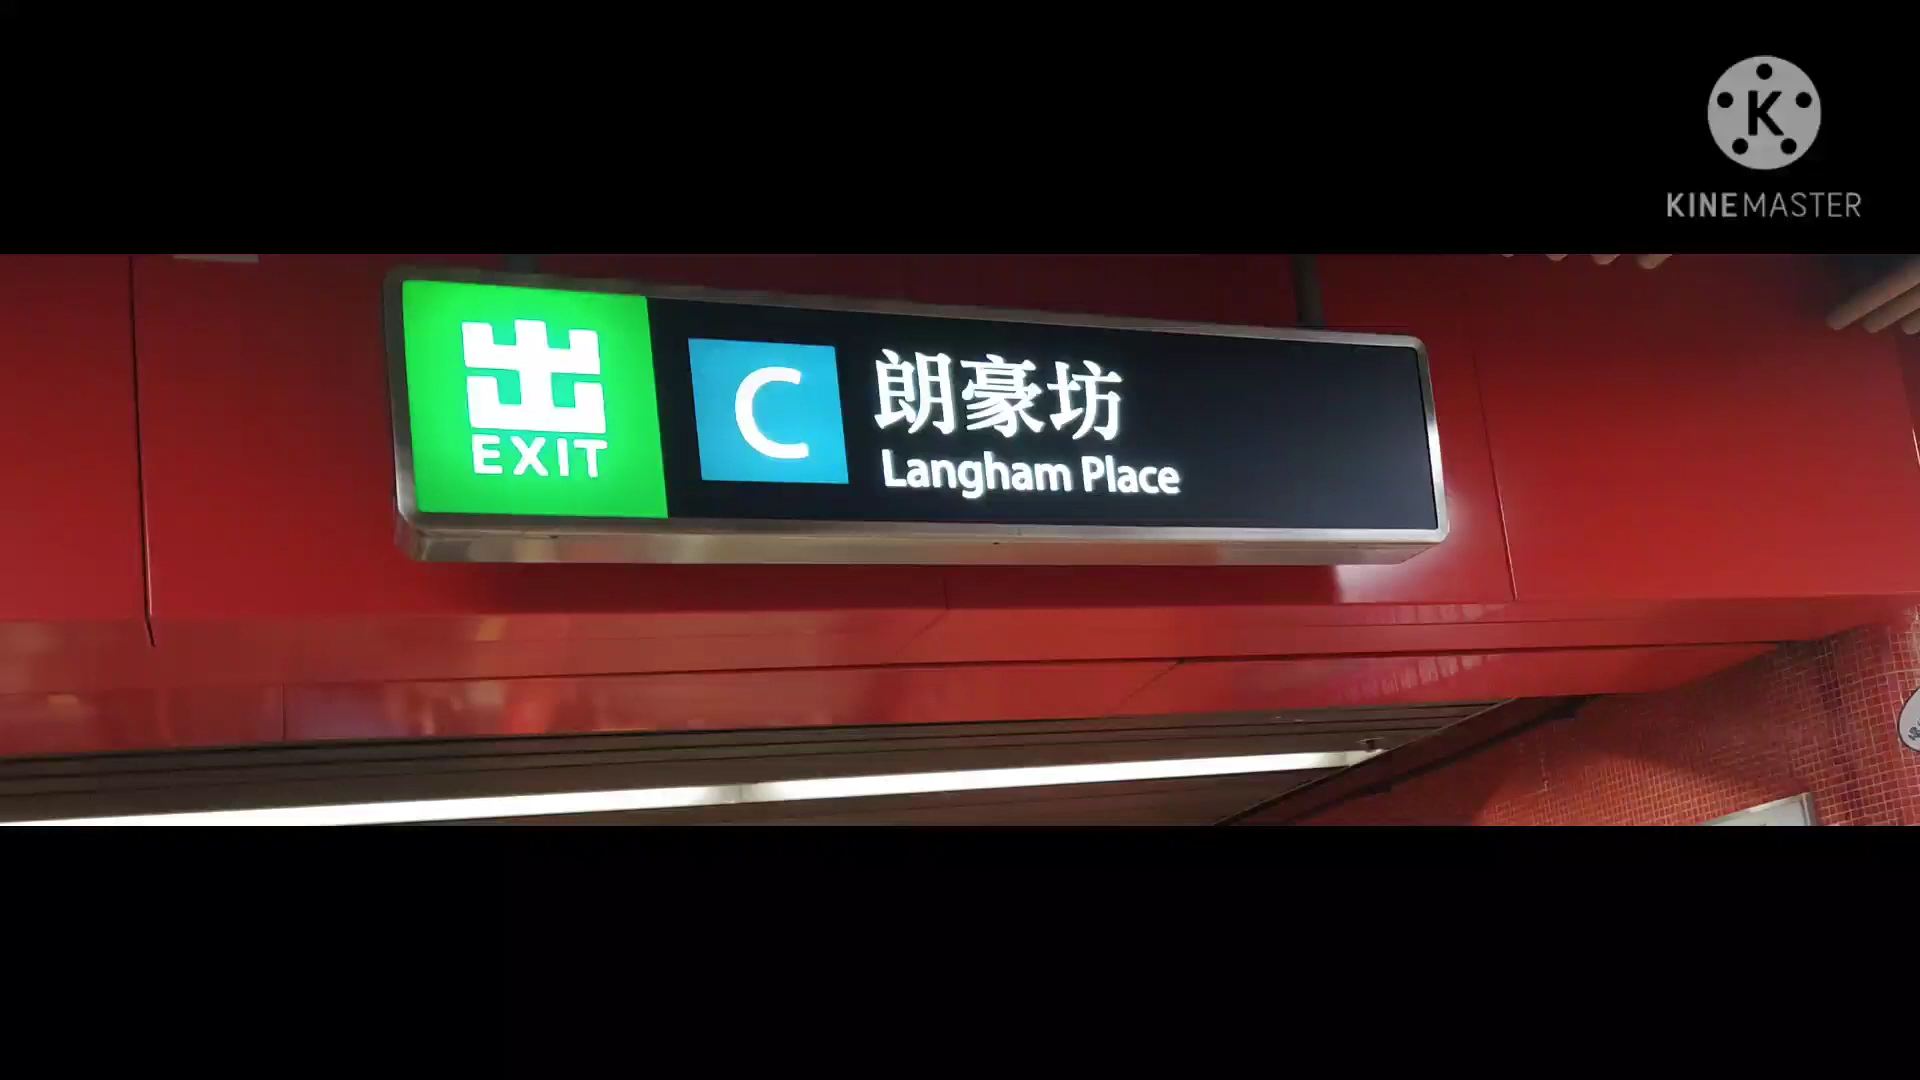 K
KINEMASTER
出
EXIT
C
朗豪坊
Langham Place